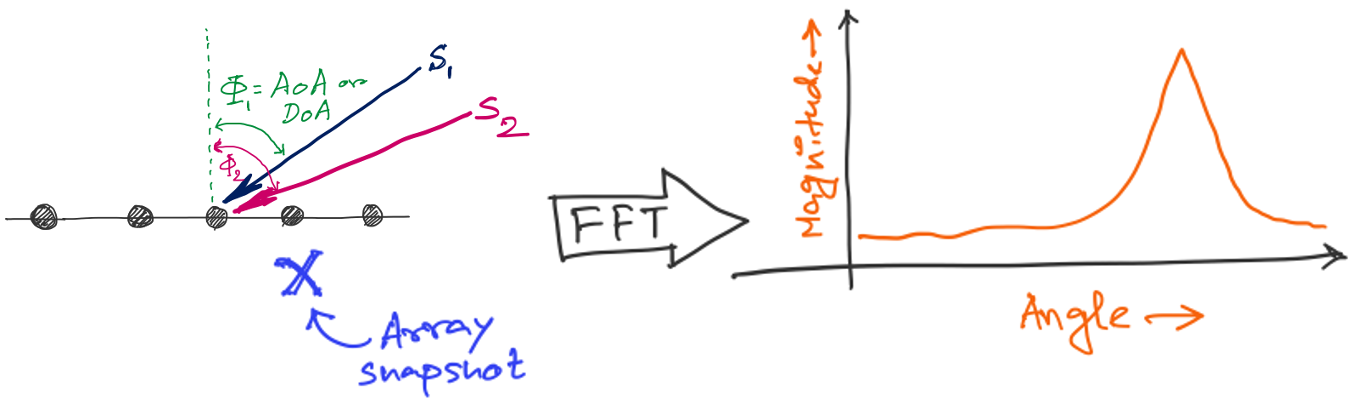 S₁
Φ₁ = AoA or
DoA
S₂
Φ₂
X
Array
snapshot
FFT
Magnitude →
Angle →